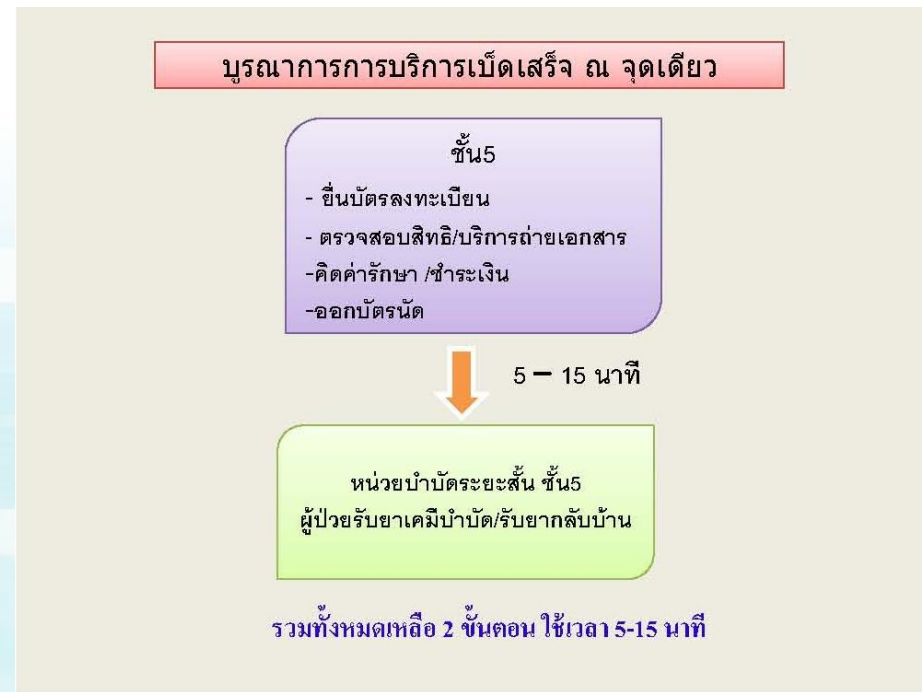 บูรณาการการบริการเบ็ดเสร็จ ณ จุดเดียว
ชั้น5
- ยื่นบัตรลงทะเบียน
- ตรวจสอบสิทธิ/บริการถ่ายเอกสาร
-คิดค่ารักษา /ชำระเงิน
-ออกบัตรนัด
5 – 15 นาที
หน่วยบำบัดระยะสั้น ชั้น5
ผู้ป่วยรับยาเคมีบำบัด/รับยากลับบ้าน
รวมทั้งหมดเหลือ 2 ขั้นตอน ใช้เวลา 5-15 นาที